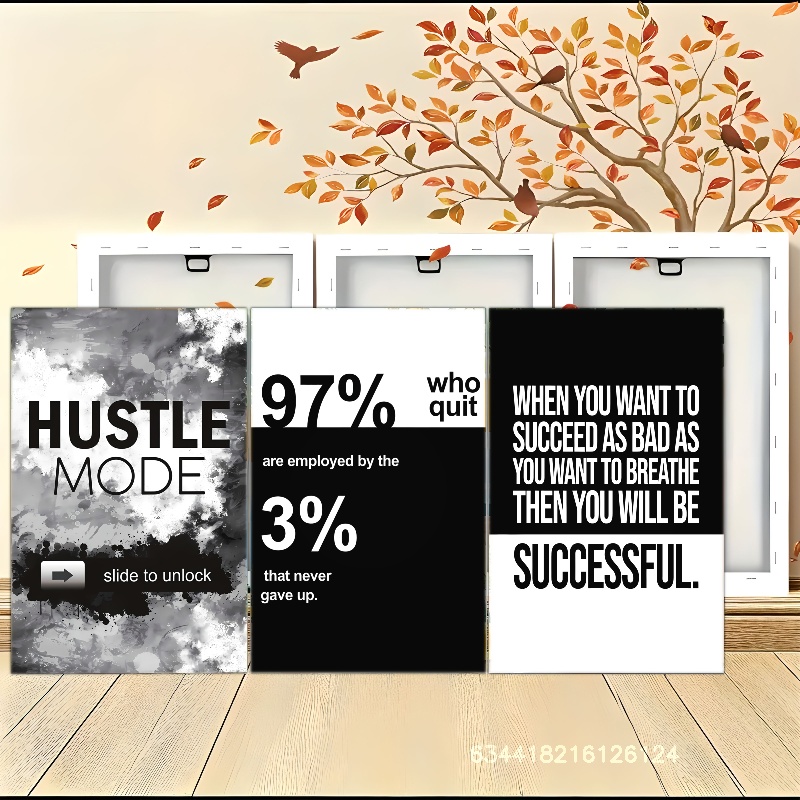 HUSTLE
MODE
slide to unlock
97% who quit
are employed by the
3%
that never
gave up.
WHEN YOU WANT TO
SUCCEED AS BAD AS
YOU WANT TO BREATHE
THEN YOU WILL BE
SUCCESSFUL.
634418216126124